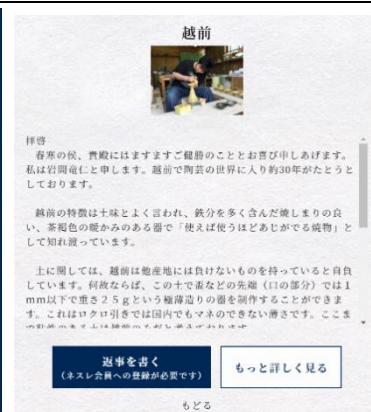 越前
拝啓
春寒の侯、貴殿にはますますご健勝のこととお喜び申しあげます。
私は岩間竜仁と申します。越前で陶芸の世界に入り約30年がたとうと
しております。
越前の特徴は土味とよく言われ、鉄分を多く含んだ焼しまりの良
い、茶褐色の暖かみのある器で「使えば使うほどあじがでる焼物」と
して知れ渡っています。
土に関しては、越前は他産地には負けないものを持っていると自負
しています。何故ならば、この土で盃などの先端（口の部分）では１
ｍｍ以下で重さ２５ｇという極薄造りの器を制作することができま
す。これはロクロ引きでは国内でもマネのできない薄さです。ここま
返事を書く
（ネスレ会員への登録が必要です）
もっと詳しく見る
もどる